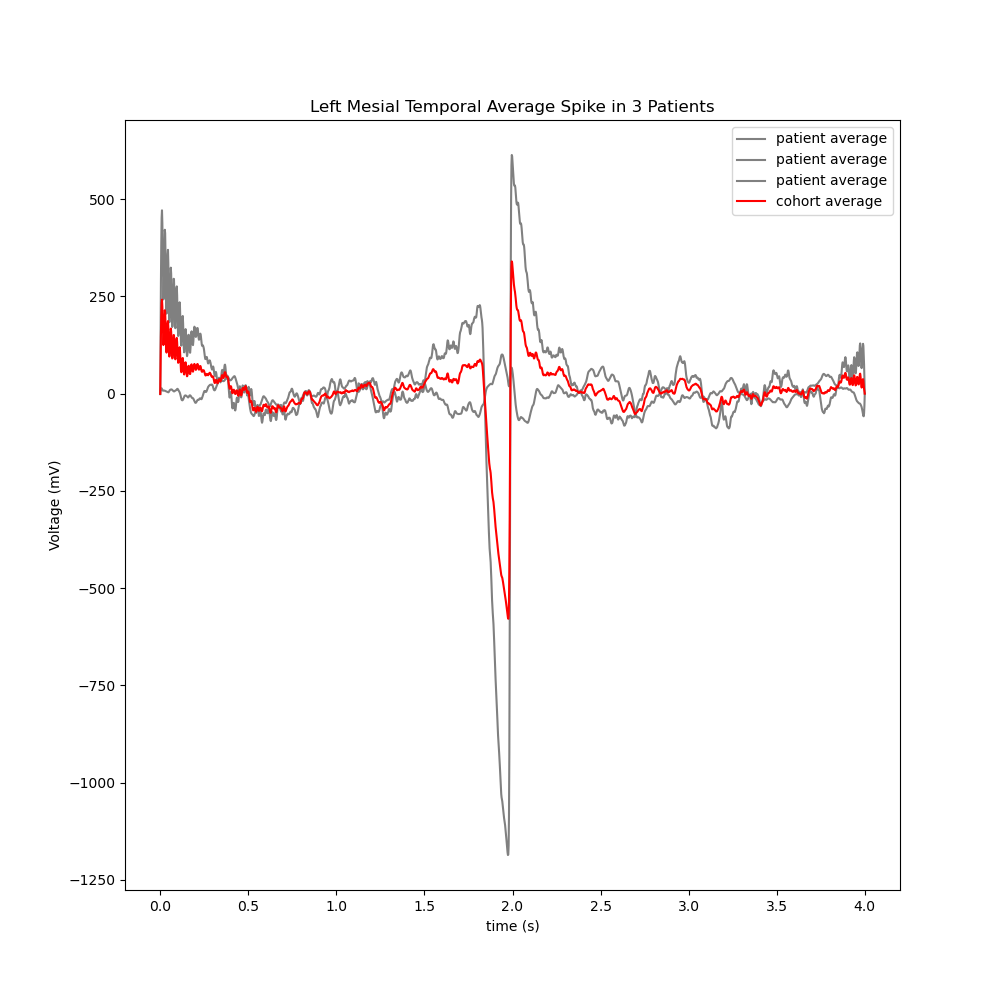 Left Mesial Temporal Average Spike in 3 Patients
patient average
patient average
patient average
cohort average
Voltage (mV)
500
250
0
−250
−500
−750
−1000
−1250
0.0 0.5 1.0 1.5 2.0 2.5 3.0 3.5 4.0
time (s)